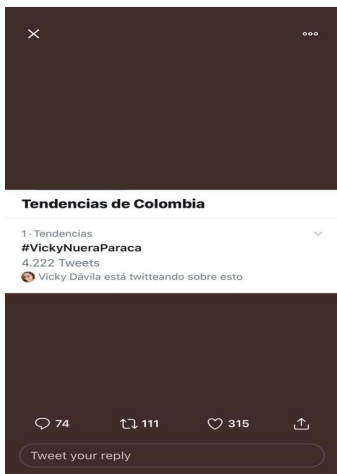 Tendencias de Colombia
1 · Tendencias
#VickyNueraParaca
4.222 Tweets
Vicky Dávila está twitteando sobre esto
74 111 315
Tweet your reply